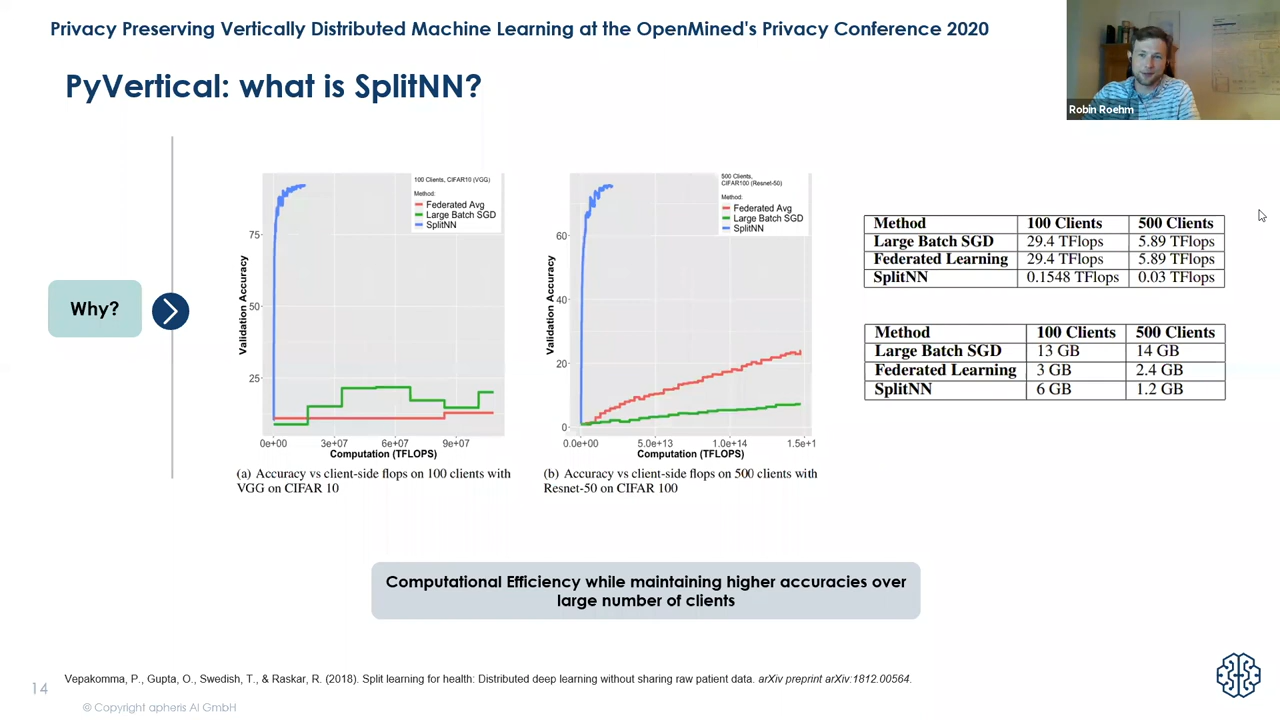 Privacy Preserving Vertically Distributed Machine Learning at the OpenMined's Privacy Conference 2020
PyVertical: what is SplitNN?
Robin Roehm
Why?
100 Clients, CIFAR10 (VGG)
Method:
Federated Avg
Large Batch SGD
SplitNN
Validation Accuracy
75
50
25
0e+00 3e+07 6e+07 9e+07
Computation (TFLOPS)
(a) Accuracy vs client-side flops on 100 clients with
VGG on CIFAR 10
500 Clients,
CIFAR100 (Resnet-50)
Method:
Federated Avg
Large Batch SGD
SplitNN
Validation Accuracy
60
40
20
0
0.0e+00 5.0e+13 1.0e+14 1.5e+1
Computation (TFLOPS)
(b) Accuracy vs client-side flops on 500 clients with
Resnet-50 on CIFAR 100
Method 100 Clients 500 Clients
Large Batch SGD 29.4 TFlops 5.89 TFlops
Federated Learning 29.4 TFlops 5.89 TFlops
SplitNN 0.1548 TFlops 0.03 TFlops
Method 100 Clients 500 Clients
Large Batch SGD 13 GB 14 GB
Federated Learning 3 GB 2.4 GB
SplitNN 6 GB 1.2 GB
Computational Efficiency while maintaining higher accuracies over
large number of clients
Vepakomma, P., Gupta, O., Swedish, T., & Raskar, R. (2018). Split learning for health: Distributed deep learning without sharing raw patient data. arXiv preprint arXiv:1812.00564.
14
© Copyright apheris AI GmbH